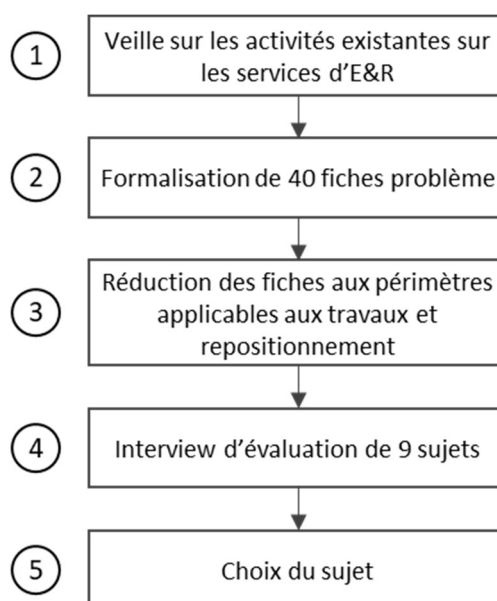 1
Veille sur les activités existantes sur
les services d’E&R
2
Formalisation de 40 fiches problème
3
Réduction des fiches aux périmètres
applicables aux travaux et
repositionnement
4
Interview d’évaluation de 9 sujets
5
Choix du sujet